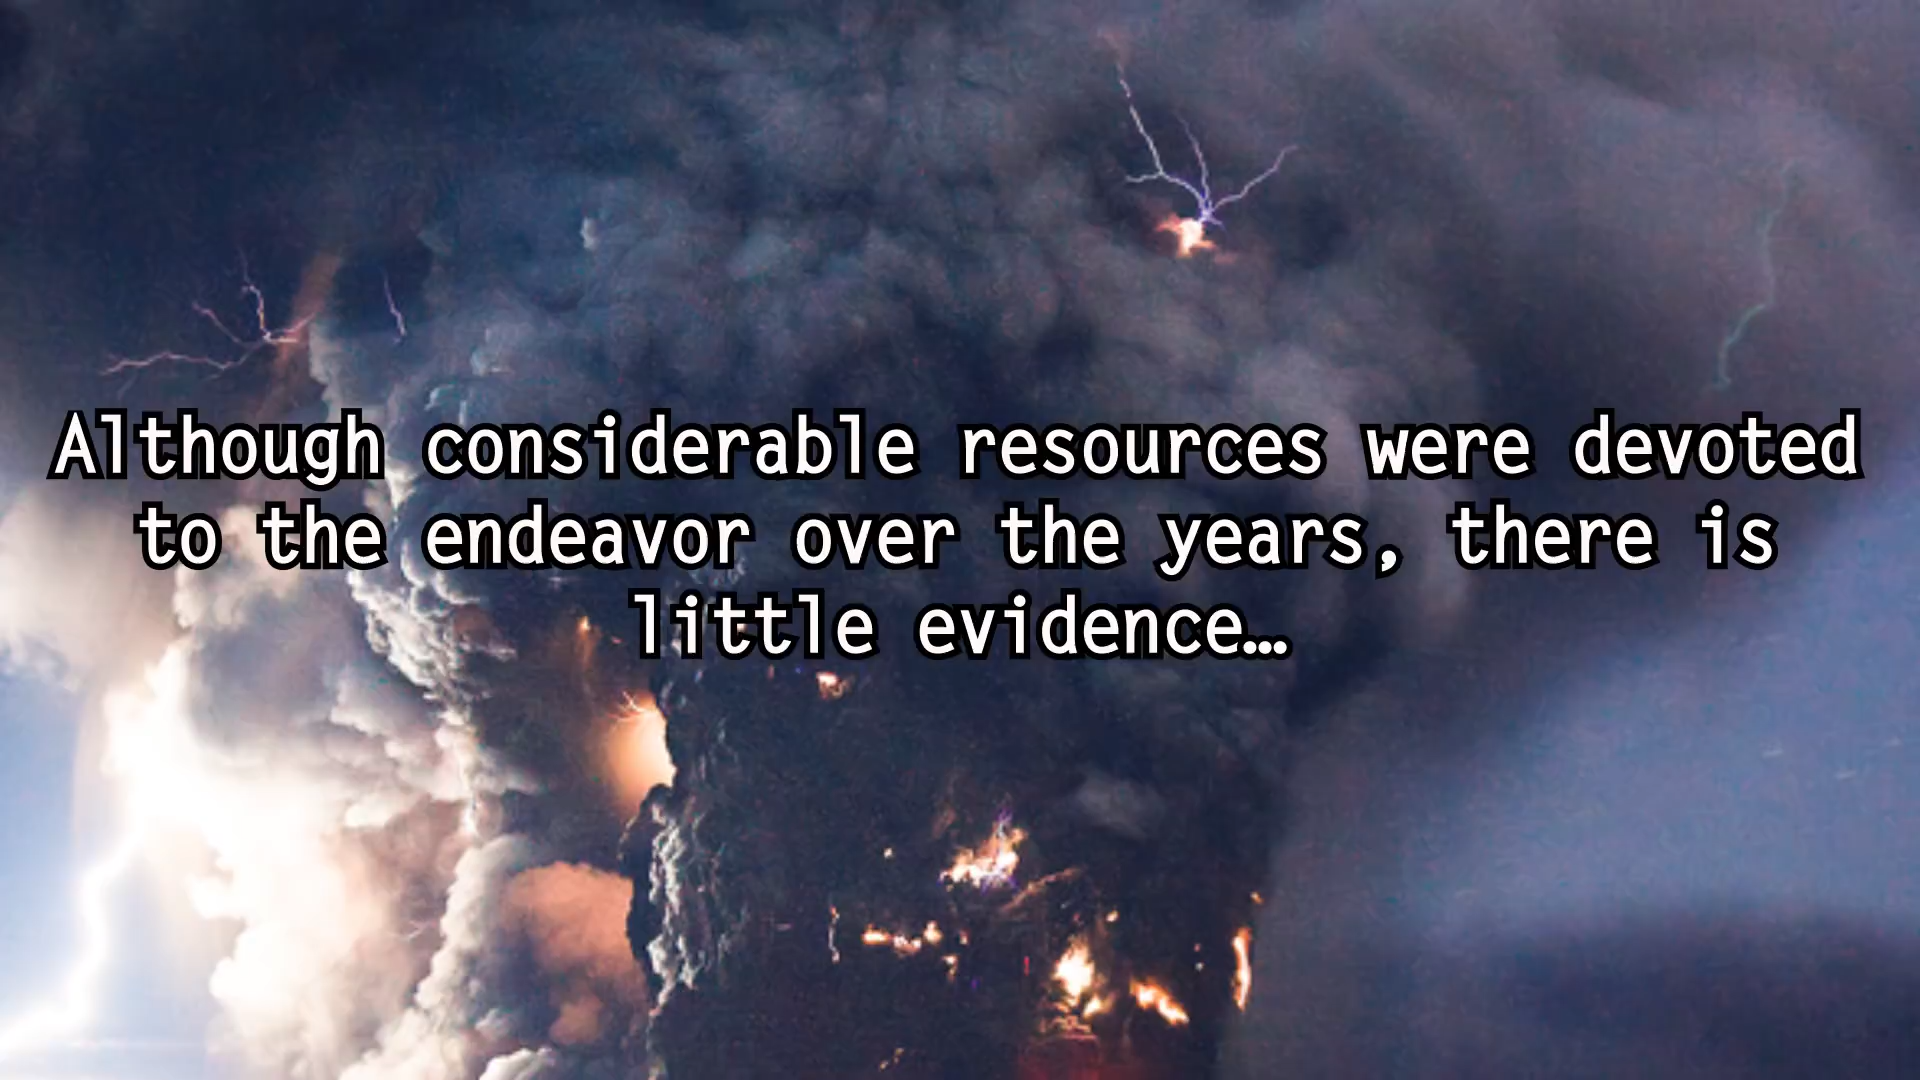 Although considerable resources were devoted
to the endeavor over the years, there is
little evidence…